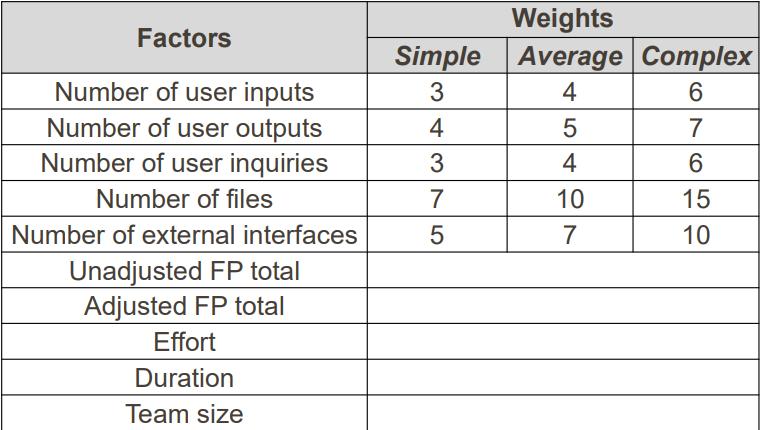 Factors Weights
Simple Average Complex
Number of user inputs 3 4 6
Number of user outputs 4 5 7
Number of user inquiries 3 4 6
Number of files 7 10 15
Number of external interfaces 5 7 10
Unadjusted FP total
Adjusted FP total
Effort
Duration
Team size